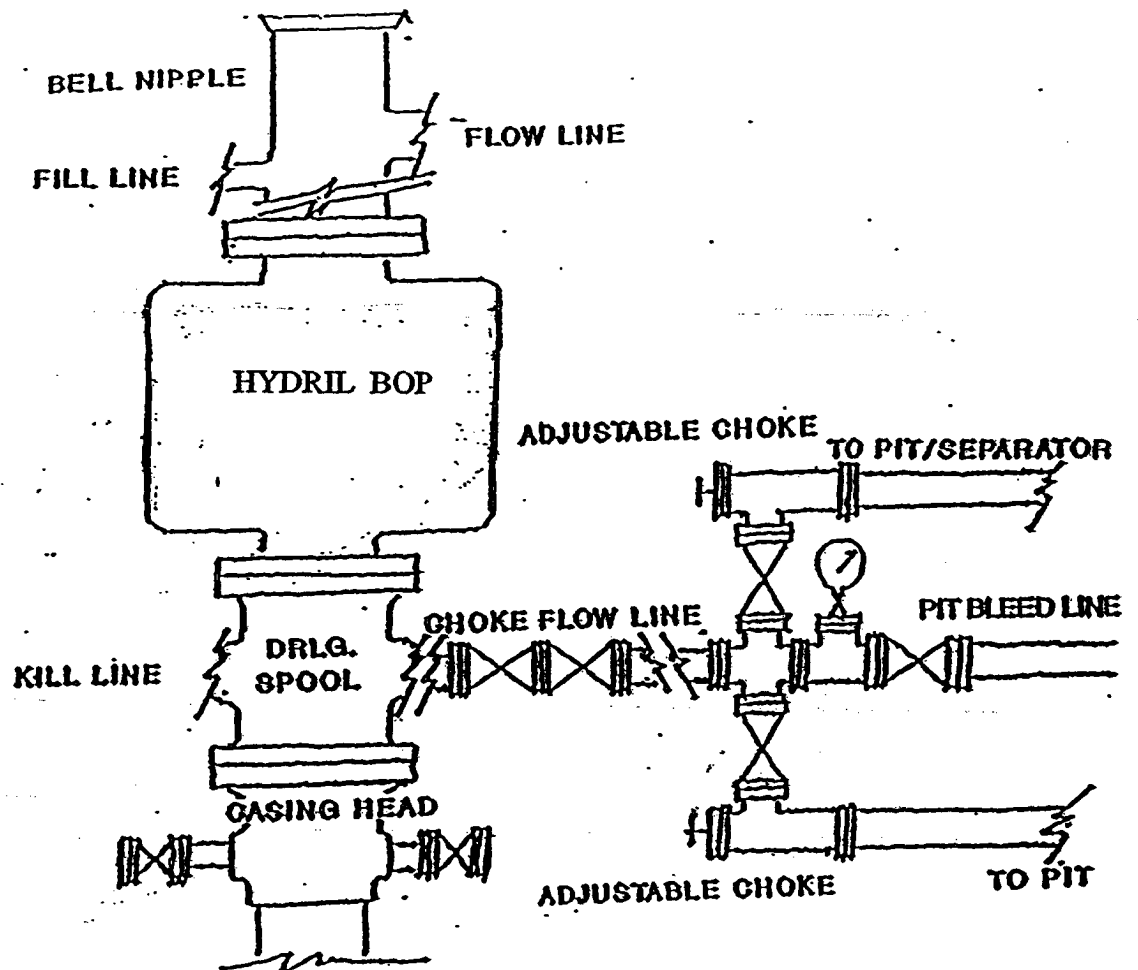 BELL NIPPLE
FLOW LINE
FILL LINE
HYDRIL BOP
ADJUSTABLE CHOKE
TO PIT/SEPARATOR
CHOKE FLOW LINE
PIT BLEED LINE
KILL LINE
DRLG.
SPOOL
CASING HEAD
ADJUSTABLE CHOKE
TO PIT